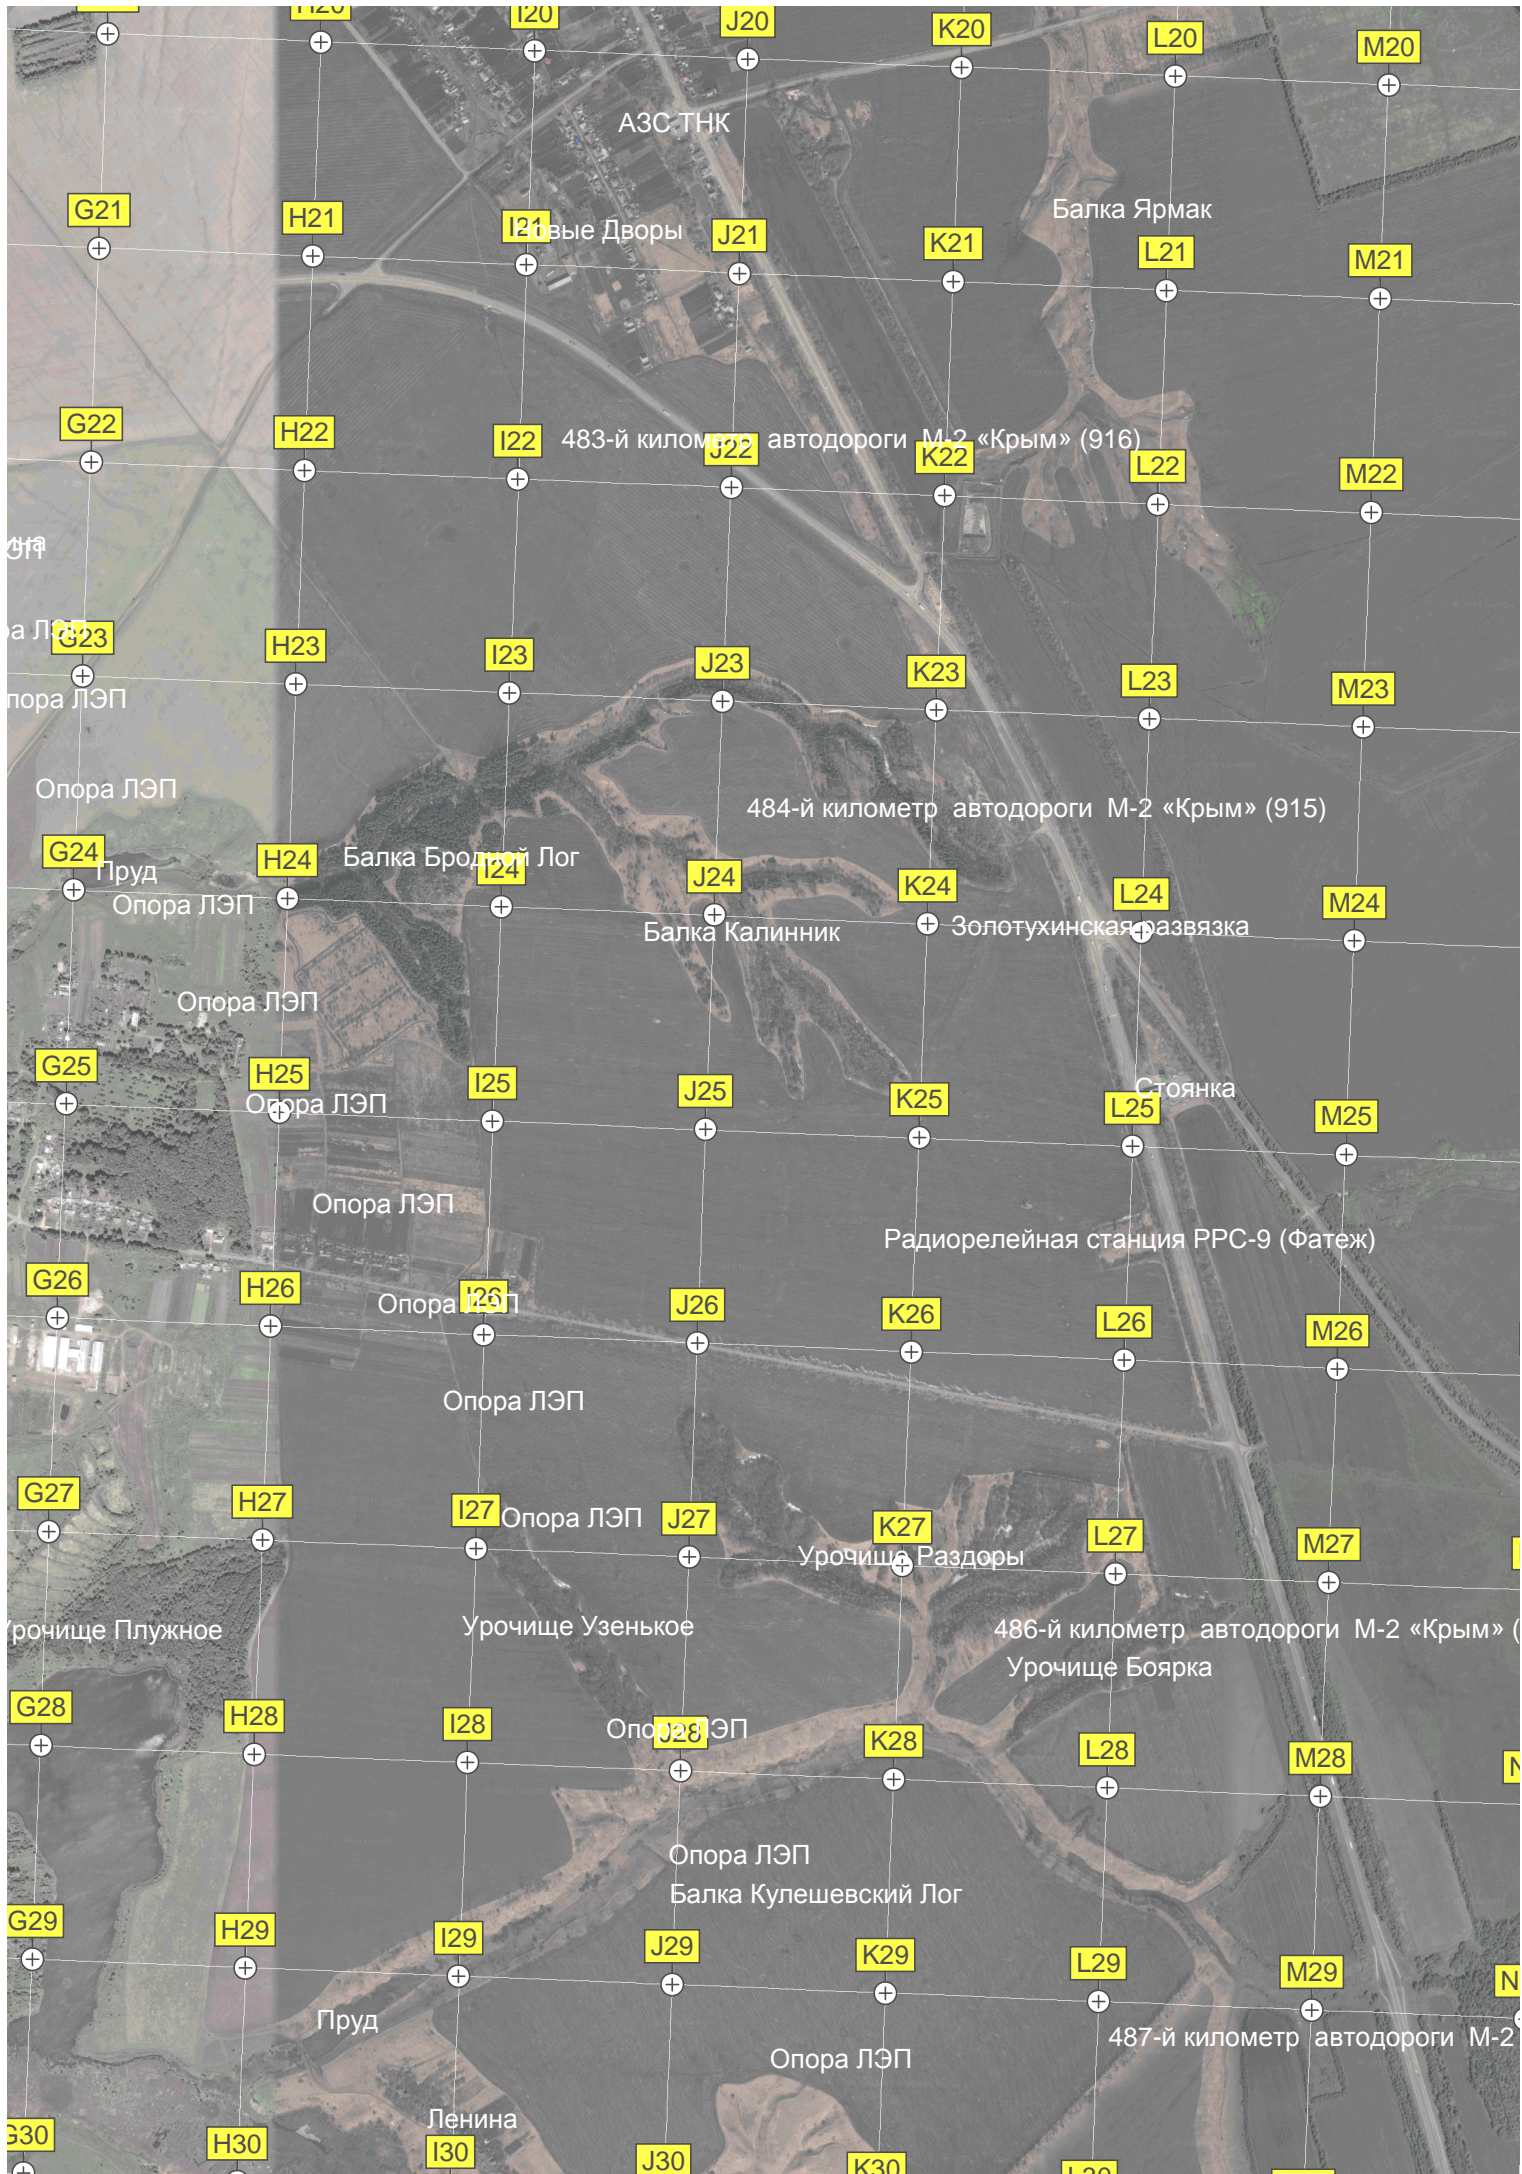 H20
I20
J20
K20
L20
M20
АЗС ТНК
G21
H21
I21
Новые Дворы
J21
K21
Балка Ярмак
L21
M21
G22
H22
I22
483-й километр автодороги М-2 «Крым» (916)
J22
K22
L22
M22
G23
H23
I23
J23
K23
L23
M23
Опора ЛЭП
484-й километр автодороги М-2 «Крым» (915)
G24
Пруд
H24
Балка Бродной Лог
I24
J24
K24
L24
M24
Опора ЛЭП
Балка Калинник
Золотухинская развязка
Опора ЛЭП
G25
H25
Опора ЛЭП
I25
J25
K25
L25
Стоянка
M25
Опора ЛЭП
Радиорелейная станция РРС-9 (Фатеж)
G26
H26
Опора ЛЭП
I26
J26
K26
L26
M26
Опора ЛЭП
G27
H27
I27
Опора ЛЭП
J27
K27
L27
M27
Урочище Раздоры
Урочище Плужное
Урочище Узенькое
486-й километр автодороги М-2 «Крым» (
Урочище Боярка
G28
H28
I28
Опора ЛЭП
J28
K28
L28
M28
N
Опора ЛЭП
Балка Кулешевский Лог
G29
H29
I29
J29
K29
L29
M29
N
Пруд
487-й километр автодороги М-2
Опора ЛЭП
Ленина
G30
H30
I30
J30
K30
L30